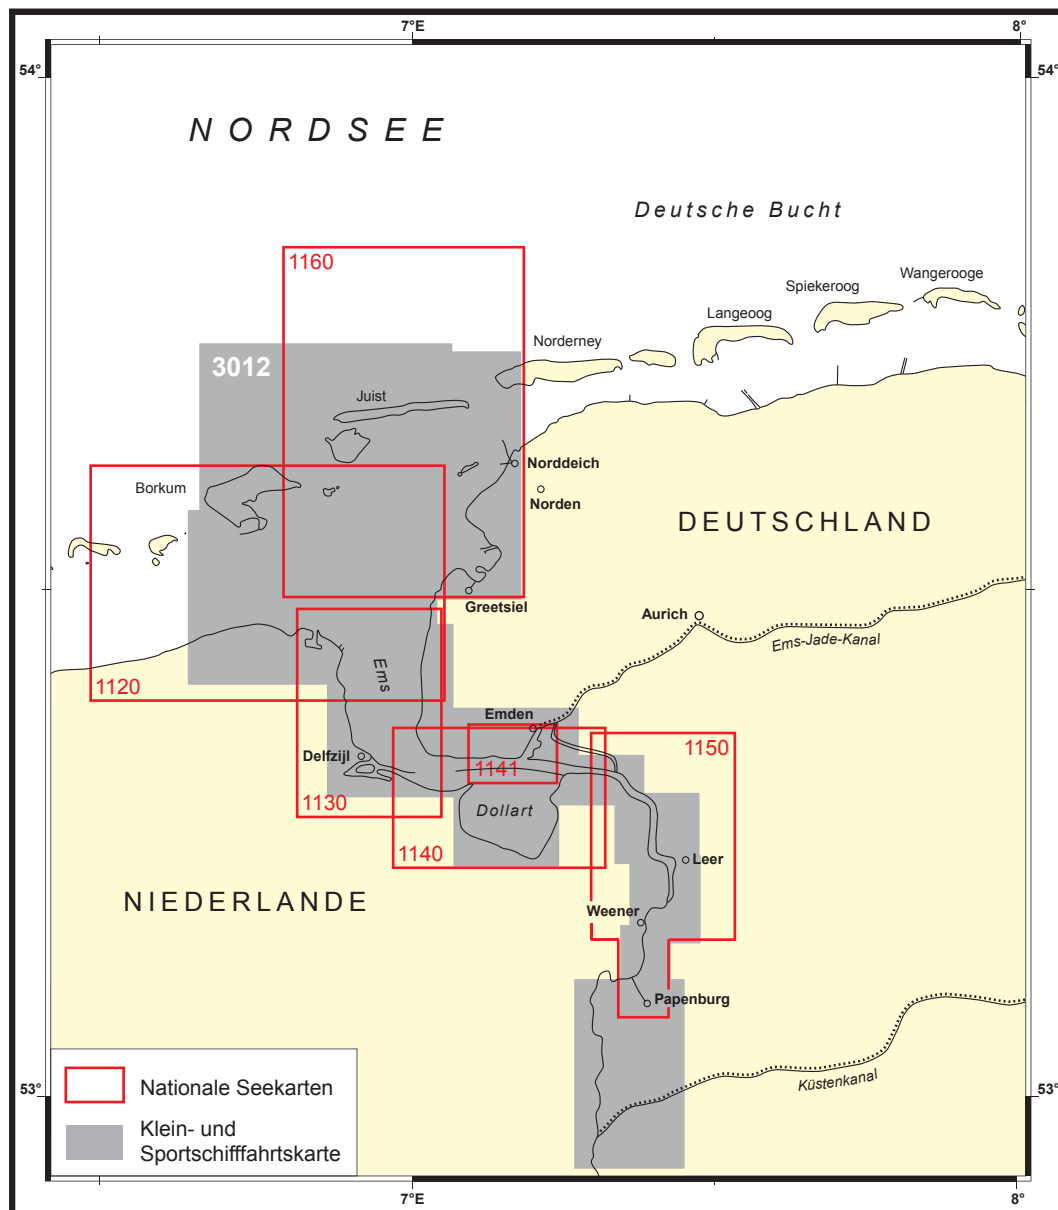 7°E
8°
54°
54°
NORDSEE
Deutsche Bucht
1160
Wangerooge
Spiekeroog
Langeoog
Norderney
3012
Juist
Norddeich
Borkum
Norden
DEUTSCHLAND
Greetsiel
Aurich
Ems-Jade-Kanal
Ems
1120
Emden
1150
Delfzijl
1141
1130
Dollart
1140
Leer
NIEDERLANDE
Weener
Papenburg
Küstenkanal
Nationale Seekarten
53°
53°
Klein- und
Sportschifffahrtskarte
7°E
8°